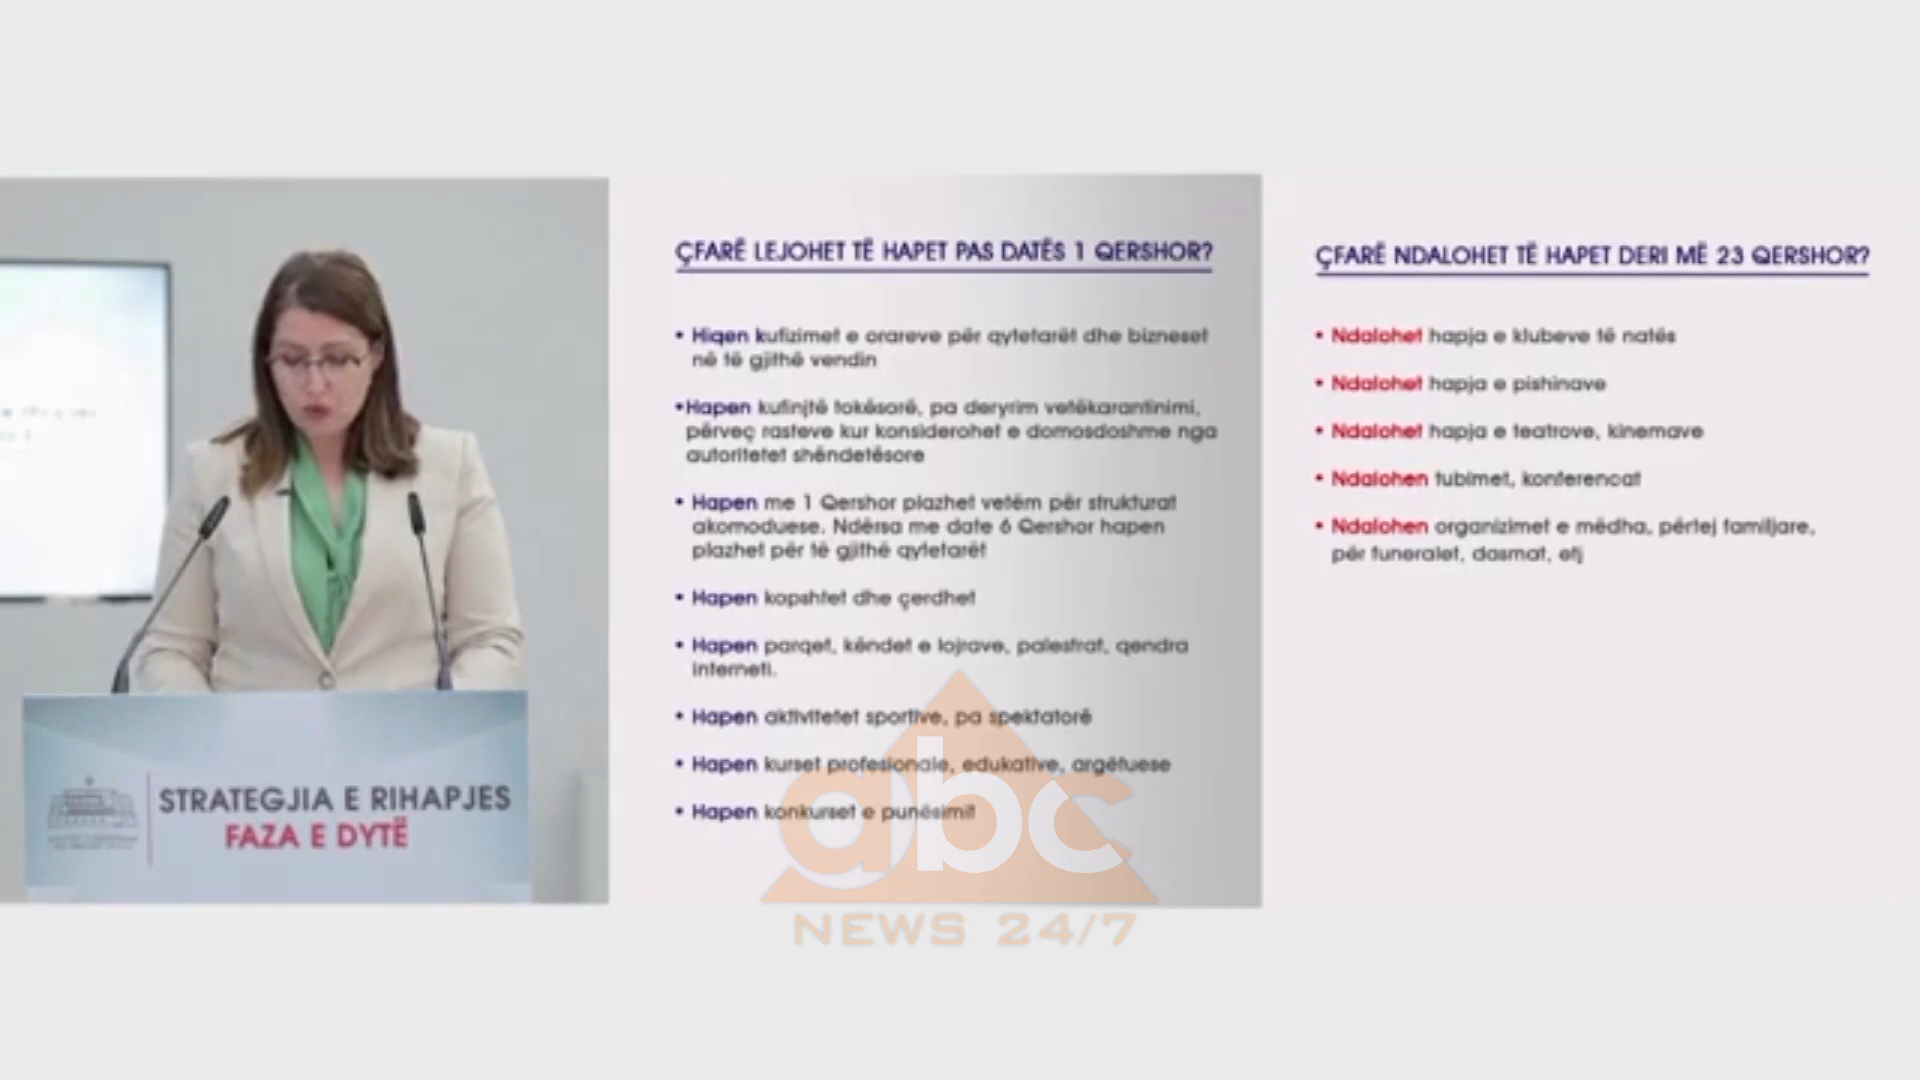 STRATEGJIA E RIHAPJES
FAZA E DYTË
ÇFARË LEJOHET TË HAPET PAS DATËS 1 QERSHOR?
• Hiqen kufizimet e orareve për qytetarët dhe bizneset
në të gjithë vendin
•Hapen kufinjtë tokësorë, pa detyrim vetëkarantinimi,
përveç rasteve kur konsiderohet e domosdoshme nga
autoritetet shëndetësore
• Hapen me 1 Qershor plazhet vetëm për strukturat
akomoduese. Ndërsa me date 6 Qershor hapen
plazhet për të gjithë qytetarët
• Hapen kopshtet dhe çerdhet
• Hapen parqet, këndet e lojrave, palestrat, qendra
interneti.
• Hapen aktivitetet sportive, pa spektatorë
• Hapen kurset profesionale, edukative, argëtuese
• Hapen konkurset e punësimit
ÇFARË NDALOHET TË HAPET DERI MË 23 QERSHOR?
• Ndalohet hapja e klubeve të natës
• Ndalohet hapja e pishinave
• Ndalohet hapja e teatrove, kinemave
• Ndalohen tubimet, konferencat
• Ndalohen organizimet e mëdha, përtej familjare,
për funeralet, dasmat, etj
abc
NEWS 24/7